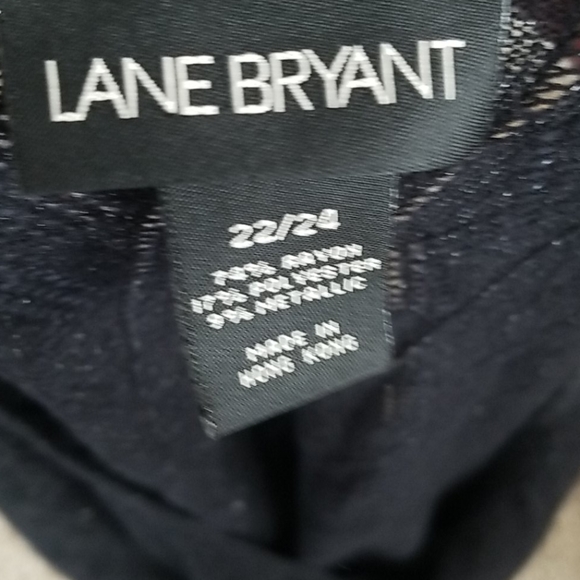 LANE BRYANT
22/24
74% RAYON
17% POLYESTER
9% METALLIC
MADE IN
HONG KONG